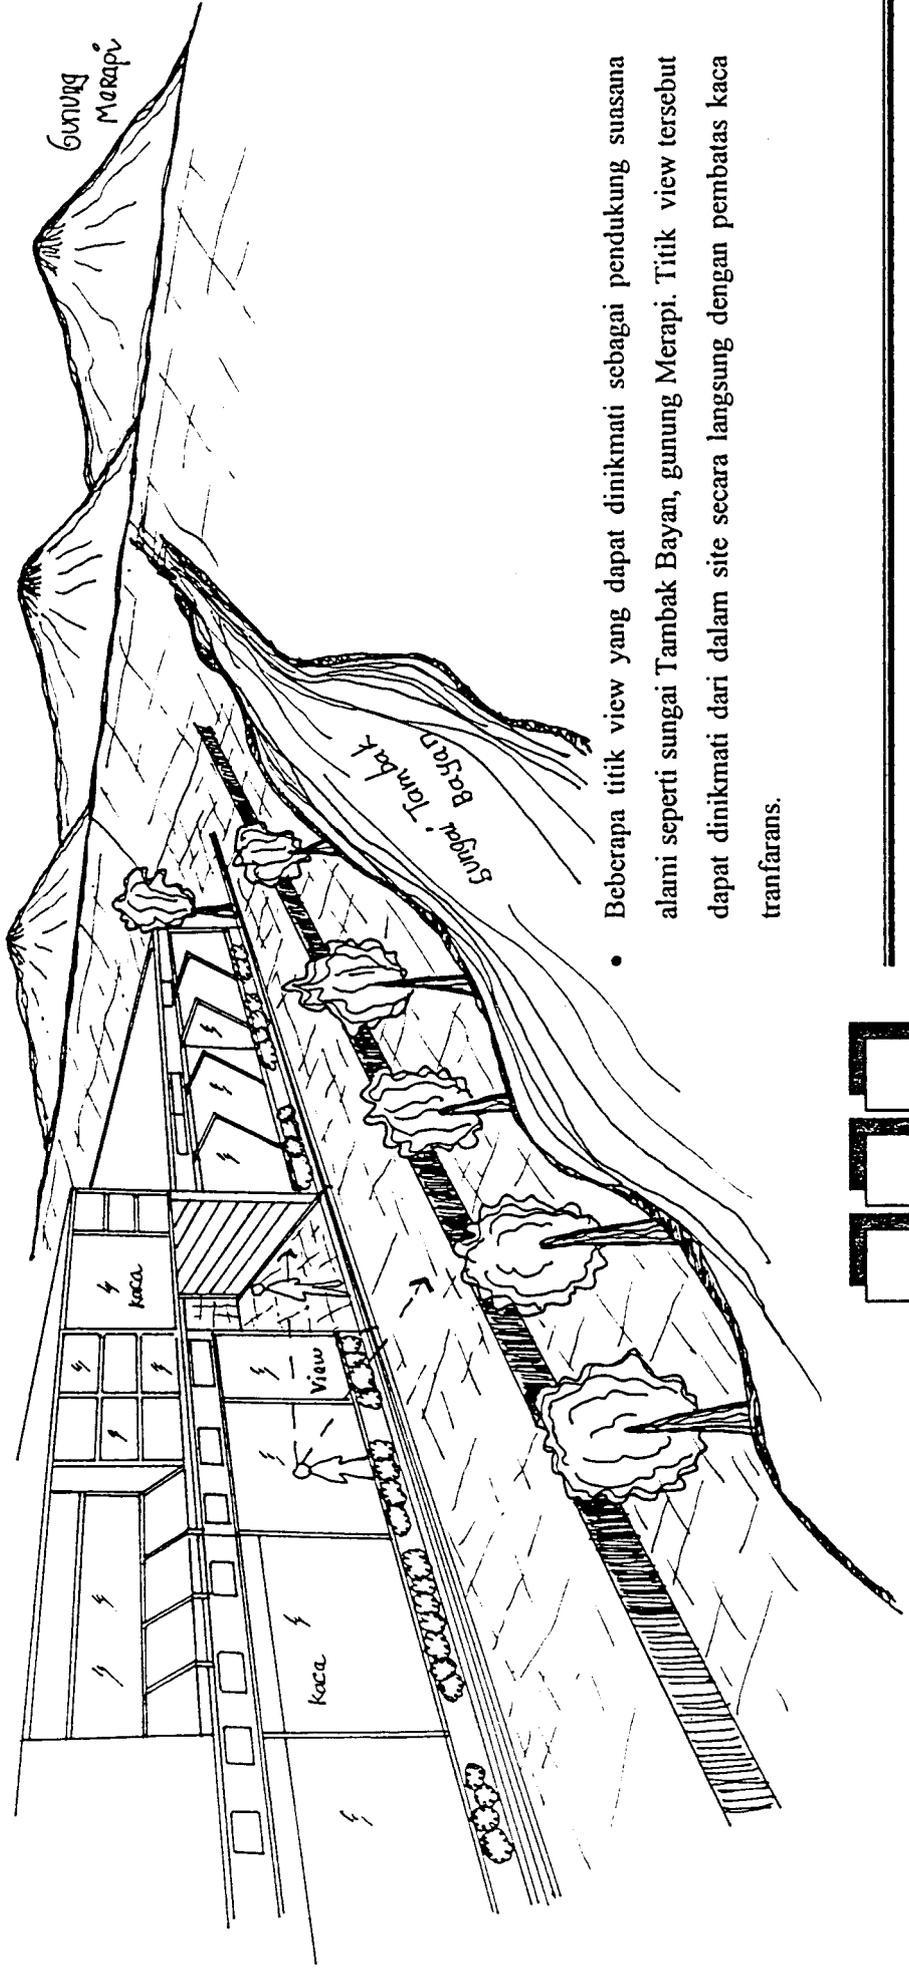 Gunung
Merapi
Sungai Tambak
Bayan
kaca
View
kaca
• Beberapa titik view yang dapat dinikmati sebagai pendukung suasana
alami seperti sungai Tambak Bayan, gunung Merapi. Titik view tersebut
dapat dinikmati dari dalam site secara langsung dengan pembatas kaca
tranfarans.